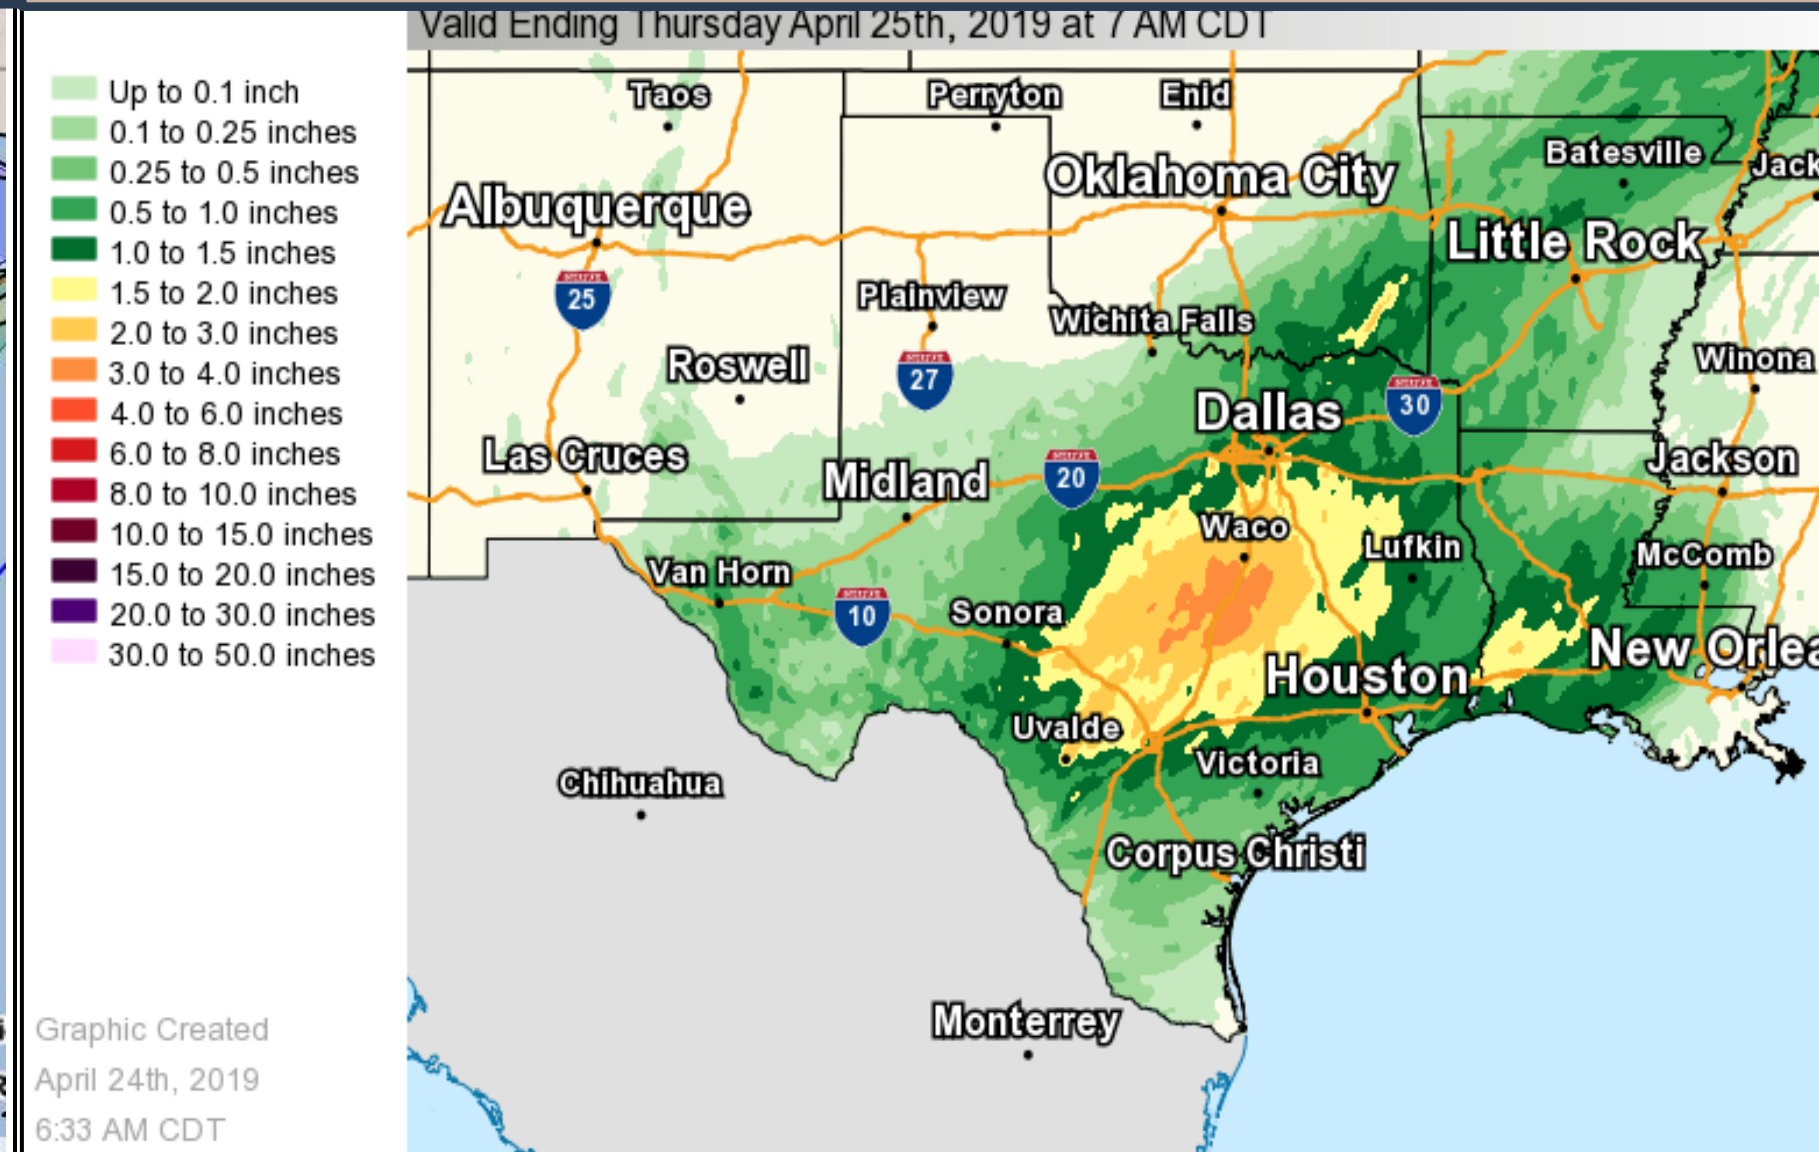 Valid Ending Thursday April 25th, 2019 at 7 AM CDT
Up to 0.1 inch
0.1 to 0.25 inches
0.25 to 0.5 inches
0.5 to 1.0 inches
1.0 to 1.5 inches
1.5 to 2.0 inches
2.0 to 3.0 inches
3.0 to 4.0 inches
4.0 to 6.0 inches
6.0 to 8.0 inches
8.0 to 10.0 inches
10.0 to 15.0 inches
15.0 to 20.0 inches
20.0 to 30.0 inches
30.0 to 50.0 inches
Graphic Created
April 24th, 2019
6:33 AM CDT
Taos
Perryton
Enid
Batesville
Jack
Oklahoma City
Albuquerque
Little Rock
25
Plainview
Wichita Falls
Winona
Roswell
27
30
Dallas
Las Cruces
Jackson
Midland
20
Waco
Lufkin
McComb
Van Horn
10
Sonora
New Orlea
Houston
Uvalde
Victoria
Chihuahua
Corpus Christi
Monterrey